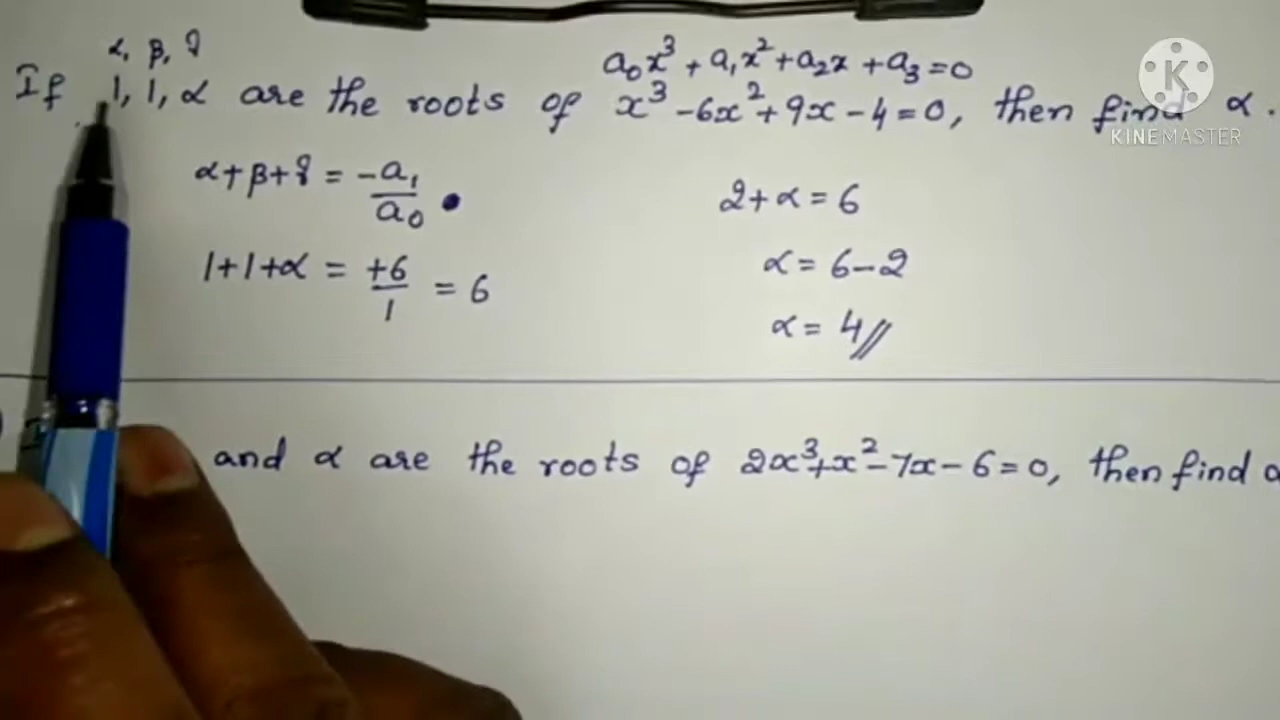 α, β, γ
a₀x³ + a₁x² + a₂x + a₃ = 0
If 1, 1, α are the roots of x³ - 6x² + 9x - 4 = 0, then find α.
K
KINEMASTER
α + β + γ = -a₁/a₀
1 + 1 + α = +6/1 = 6
2 + α = 6
α = 6 - 2
α = 4//
and α are the roots of 2x³ + x² - 7x - 6 = 0, then find